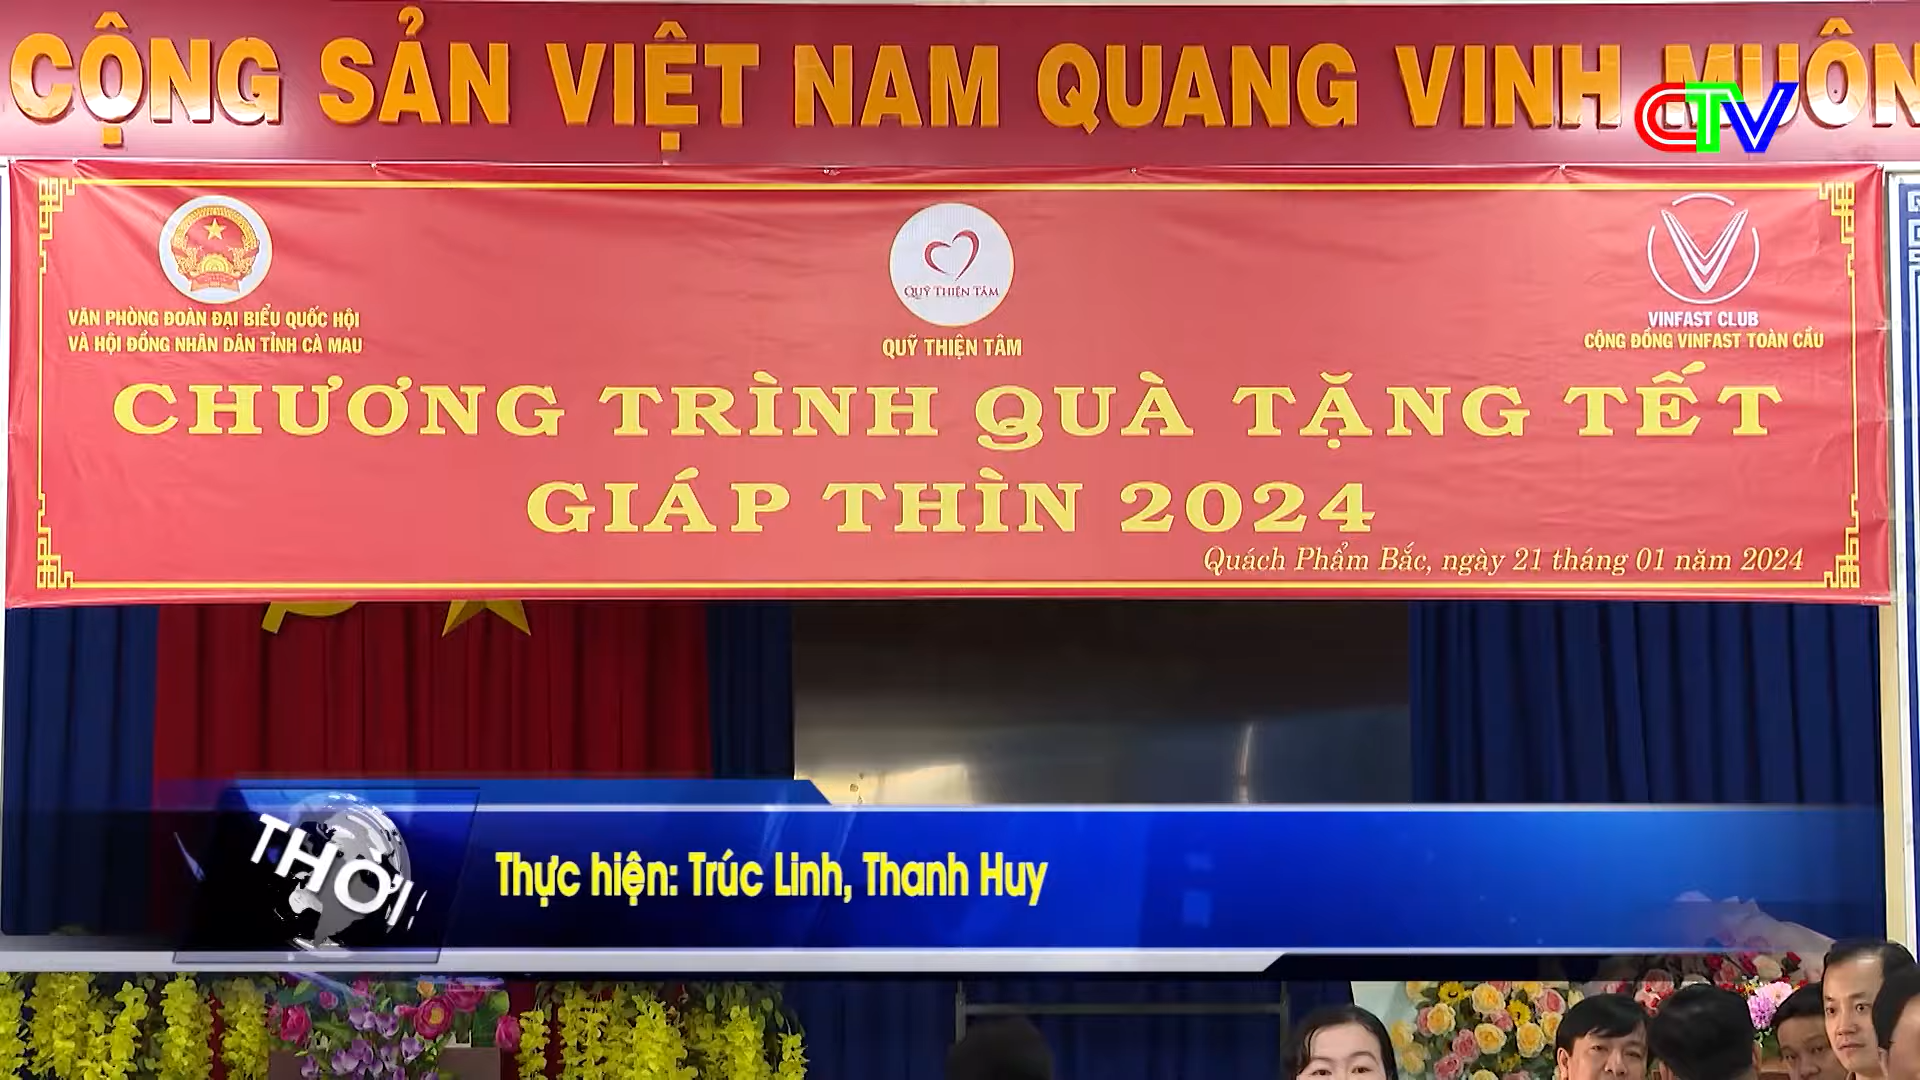 CỘNG SẢN VIỆT NAM QUANG VINH MUÔN
CTV
VĂN PHÒNG ĐOÀN ĐẠI BIỂU QUỐC HỘI
VÀ HỘI ĐỒNG NHÂN DÂN TỈNH CÀ MAU
QUỸ THIỆN TÂM
QUỸ THIỆN TÂM
VINFAST CLUB
CỘNG ĐỒNG VINFAST TOÀN CẦU
CHƯƠNG TRÌNH QUÀ TẶNG TẾT
GIÁP THÌN 2024
Quách Phẩm Bắc, ngày 21 tháng 01 năm 2024
THỜI
Thực hiện: Trúc Linh, Thanh Huy